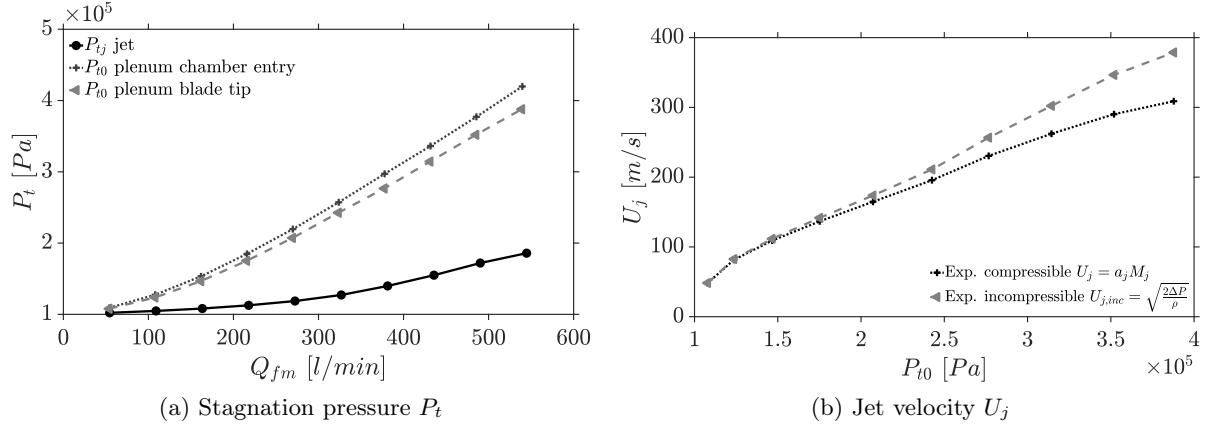 ×10⁵
5
4
3
2
1
P_t [Pa]
P_tj jet
P_t0 plenum chamber entry
P_t0 plenum blade tip
0 100 200 300 400 500 600
Q_fm [l/min]
(a) Stagnation pressure P_t
400
300
200
100
0
U_j [m/s]
Exp. compressible U_j = a_j M_j
Exp. incompressible U_j,inc = √(2ΔP/ρ)
1 1.5 2 2.5 3 3.5 4
P_t0 [Pa] ×10⁵
(b) Jet velocity U_j